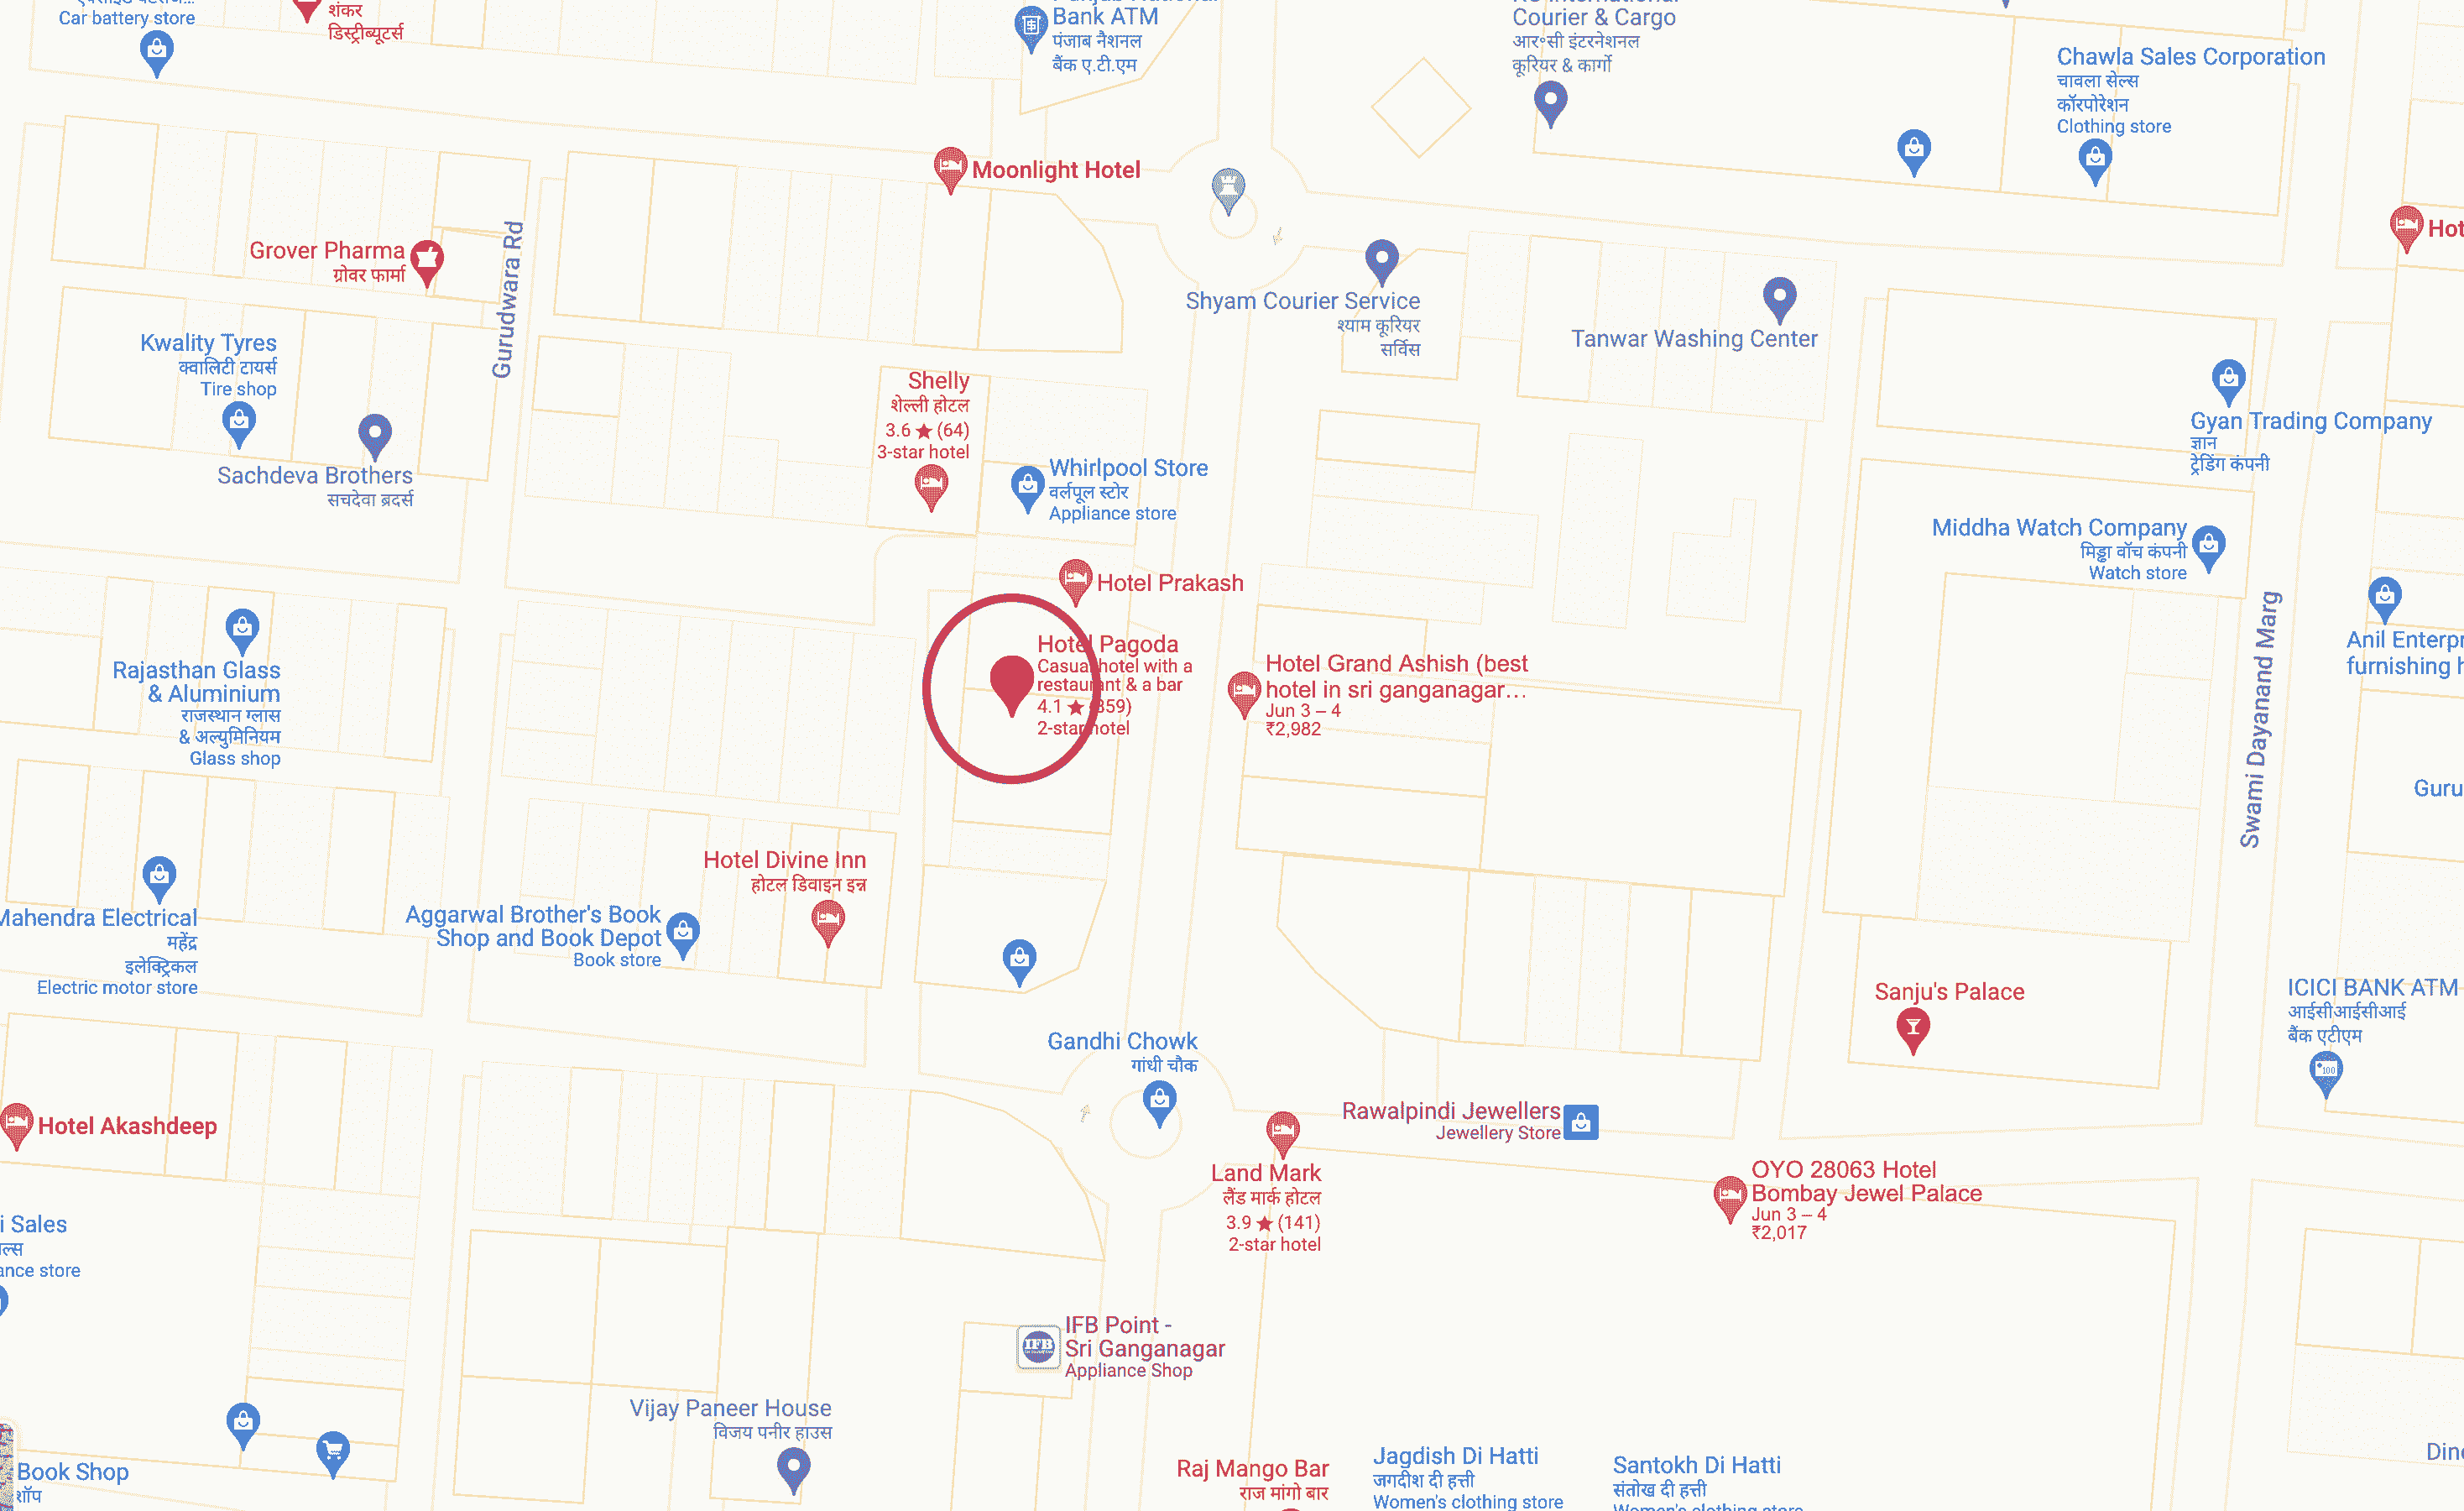 Car battery store
शंकर
डिस्ट्रीब्यूटर्स
Bank ATM
पंजाब नैशनल
बैंक ए.टी.एम
Courier & Cargo
आर॰सी इंटरनेशनल
कूरियर & कार्गो
Chawla Sales Corporation
चावला सेल्स
कॉरपोरेशन
Clothing store
Moonlight Hotel
Hot
Grover Pharma
ग्रोवर फार्मा
Gurudwara Rd
Shyam Courier Service
श्याम कूरियर
सर्विस
Tanwar Washing Center
Kwality Tyres
क्वालिटी टायर्स
Tire shop
Shelly
शेल्ली होटल
3.6 ★ (64)
3-star hotel
Gyan Trading Company
ज्ञान
ट्रेडिंग कंपनी
Sachdeva Brothers
सचदेवा ब्रदर्स
Whirlpool Store
वर्लपूल स्टोर
Appliance store
Middha Watch Company
मिड्ढा वॉच कंपनी
Watch store
Hotel Prakash
Swami Dayanand Marg
Anil Enterpr
furnishing h
Rajasthan Glass
& Aluminium
राजस्थान ग्लास
& अल्युमिनियम
Glass shop
Hotel Pagoda
Casual hotel with a
restaurant & a bar
4.1 ★ (359)
2-star hotel
Hotel Grand Ashish (best
hotel in sri ganganagar…
Jun 3 – 4
₹2,982
Guru
Hotel Divine Inn
होटल डिवाइन इन्न
Mahendra Electrical
महेंद्र
इलेक्ट्रिकल
Electric motor store
Aggarwal Brother's Book
Shop and Book Depot
Book store
Sanju's Palace
ICICI BANK ATM
आईसीआईसीआई
बैंक एटीएम
100
Gandhi Chowk
गांधी चौक
Hotel Akashdeep
Rawalpindi Jewellers
Jewellery Store
Land Mark
लैंड मार्क होटल
3.9 ★ (141)
2-star hotel
OYO 28063 Hotel
Bombay Jewel Palace
Jun 3 – 4
₹2,017
i Sales
ल्स
ance store
IFB
IFB Point -
Sri Ganganagar
Appliance Shop
Vijay Paneer House
विजय पनीर हाउस
Book Shop
शॉप
Raj Mango Bar
राज मांगो बार
Jagdish Di Hatti
जगदीश दी हत्ती
Women's clothing store
Santokh Di Hatti
संतोख दी हत्ती
Women's clothing store
Din